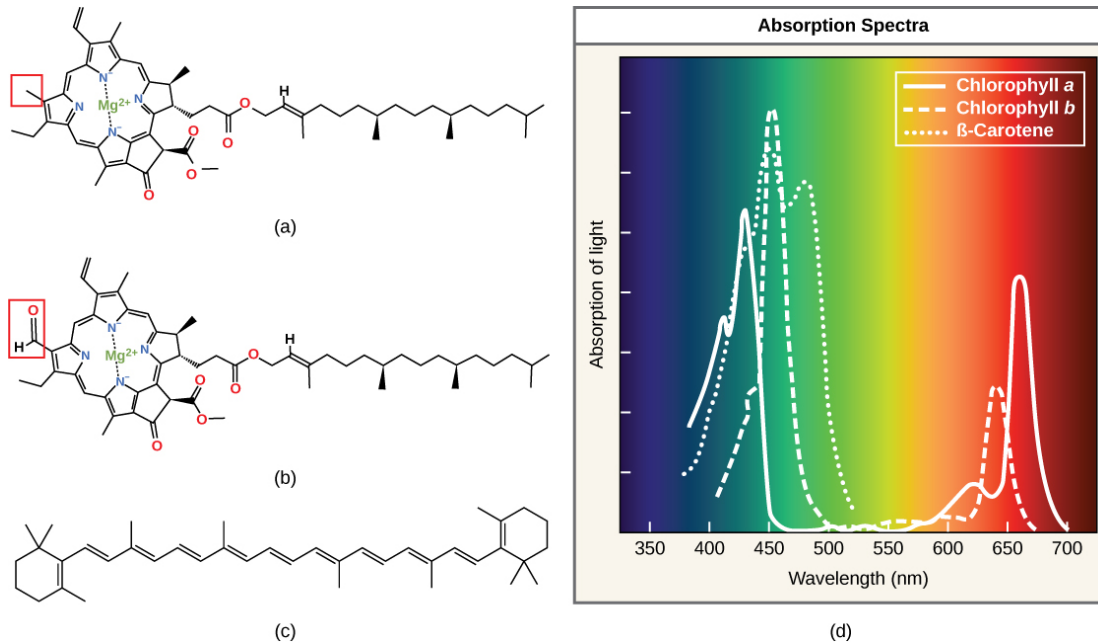 N⁻
N
Mg²⁺
N
N⁻
O
O
H
O
O
O
(a)
O
H
N⁻
N
Mg²⁺
N
N⁻
O
O
H
O
O
O
(b)
(c)
Absorption Spectra
Chlorophyll a
Chlorophyll b
ß-Carotene
Absorption of light
350 400 450 500 550 600 650 700
Wavelength (nm)
(d)